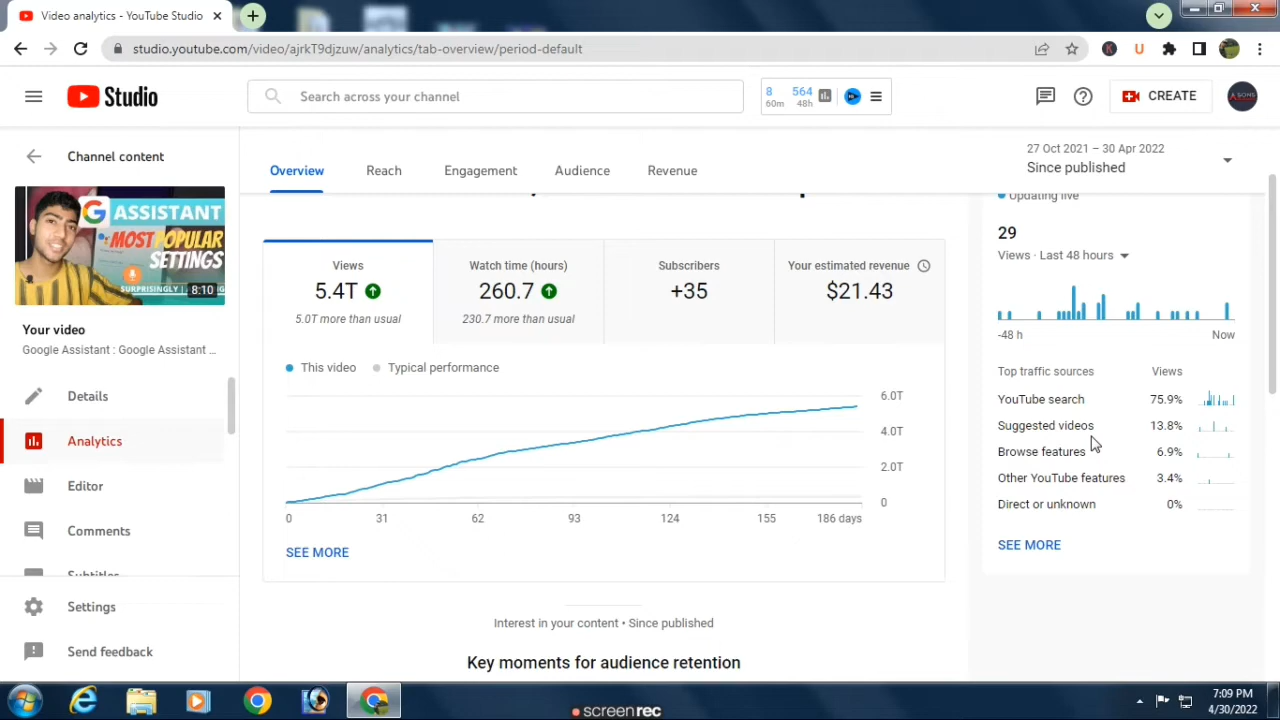 Video analytics - YouTube Studio
studio.youtube.com/video/ajrkT9djzuw/analytics/tab-overview/period-default
Studio
Search across your channel
8 60m 564 48h
CREATE
Channel content
Overview Reach Engagement Audience Revenue
27 Oct 2021 – 30 Apr 2022
Since published
G ASSISTANT
MOST POPULAR
SETTINGS
SURPRISINGLY
8:10
Your video
Google Assistant : Google Assistant ...
Details
Analytics
Editor
Comments
Subtitles
Settings
Send feedback
Views
5.4T
5.0T more than usual
Watch time (hours)
260.7
230.7 more than usual
Subscribers
+35
Your estimated revenue
$21.43
This video Typical performance
6.0T
4.0T
2.0T
0
0 31 62 93 124 155 186 days
SEE MORE
Interest in your content • Since published
Key moments for audience retention
Updating live
29
Views · Last 48 hours
-48 h Now
Top traffic sources Views
YouTube search 75.9%
Suggested videos 13.8%
Browse features 6.9%
Other YouTube features 3.4%
Direct or unknown 0%
SEE MORE
screenrec
7:09 PM
4/30/2022